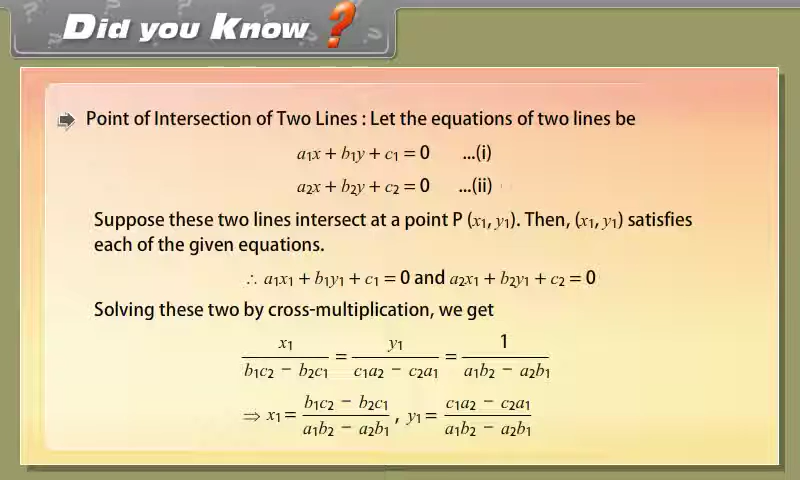 Did you Know ?
Point of Intersection of Two Lines : Let the equations of two lines be
a₁x + b₁y + c₁ = 0 ...(i)
a₂x + b₂y + c₂ = 0 ...(ii)
Suppose these two lines intersect at a point P (x₁, y₁). Then, (x₁, y₁) satisfies
each of the given equations.
∴ a₁x₁ + b₁y₁ + c₁ = 0 and a₂x₁ + b₂y₁ + c₂ = 0
Solving these two by cross-multiplication, we get
x₁/(b₁c₂ − b₂c₁) = y₁/(c₁a₂ − c₂a₁) = 1/(a₁b₂ − a₂b₁)
⇒ x₁ = (b₁c₂ − b₂c₁)/(a₁b₂ − a₂b₁) , y₁ = (c₁a₂ − c₂a₁)/(a₁b₂ − a₂b₁)